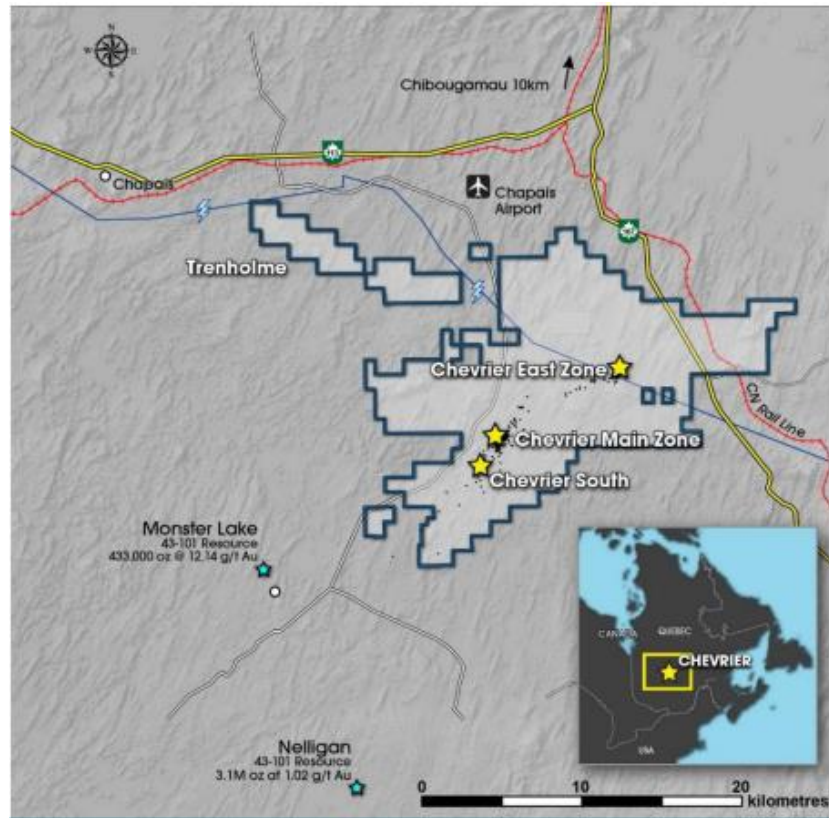 N
W
E
S
Chibougamau 10km
113
Chapais
Chapais
Airport
167
Trenholme
Chevrier East Zone
CN Rail Line
Chevrier Main Zone
Chevrier South
Monster Lake
43-101 Resource
433,000 oz @ 12.14 g/t Au
CANADA
QUEBEC
CHEVRIER
USA
Nelligan
43-101 Resource
3.1M oz at 1.02 g/t Au
0
10
20
kilometres